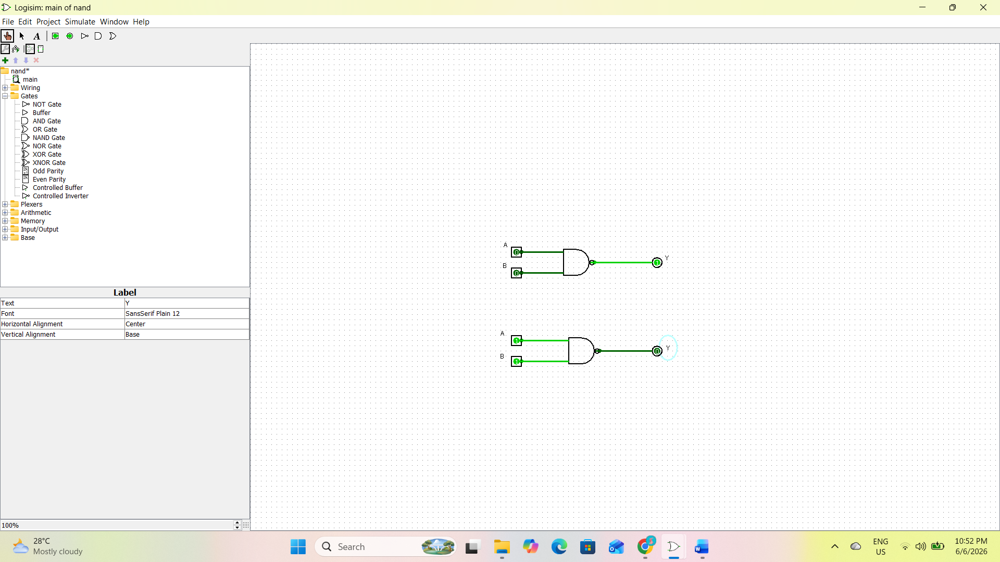 Logisim: main of nand
File Edit Project Simulate Window Help
A
nand*
main
Wiring
Gates
NOT Gate
Buffer
AND Gate
OR Gate
NAND Gate
NOR Gate
XOR Gate
XNOR Gate
Odd Parity
Even Parity
Controlled Buffer
Controlled Inverter
Plexers
Arithmetic
Memory
Input/Output
Base
Label
Text Y
Font SansSerif Plain 12
Horizontal Alignment Center
Vertical Alignment Base
100%
A
0
B
0
1
Y
A
1
B
1
0
Y
28°C
Mostly cloudy
Search
ENG
US
10:52 PM
6/6/2026